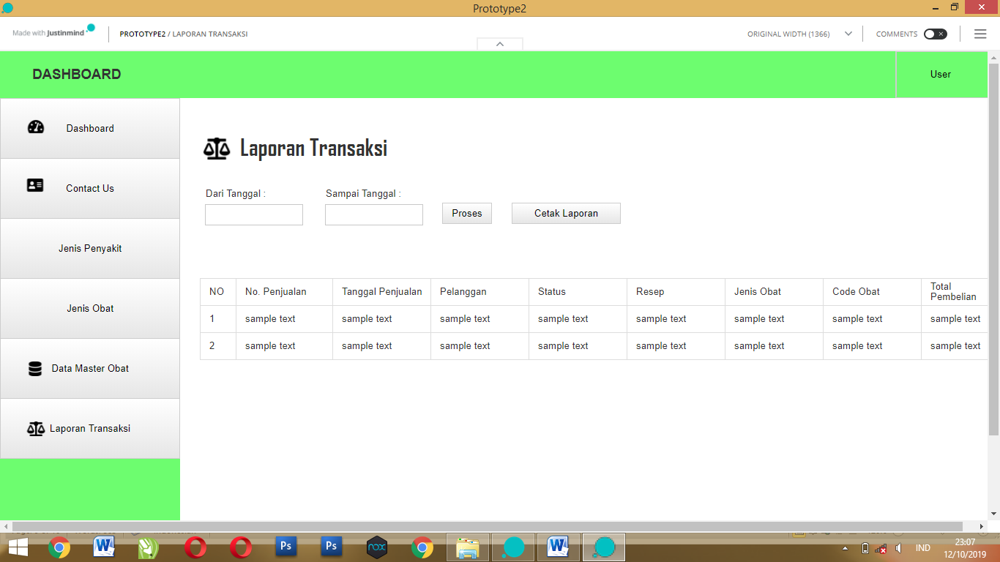 Prototype2
Made with Justinmind
PROTOTYPE2 / LAPORAN TRANSAKSI
ORIGINAL WIDTH (1366)
COMMENTS
DASHBOARD
User
Dashboard
Contact Us
Jenis Penyakit
Jenis Obat
Data Master Obat
Laporan Transaksi
Laporan Transaksi
Dari Tanggal :
Sampai Tanggal :
Proses
Cetak Laporan
NO No. Penjualan Tanggal Penjualan Pelanggan Status Resep Jenis Obat Code Obat Total Pembelian
1 sample text sample text sample text sample text sample text sample text sample text sample text
2 sample text sample text sample text sample text sample text sample text sample text sample text
Ps
Ps
nox
IND
23:07
12/10/2019